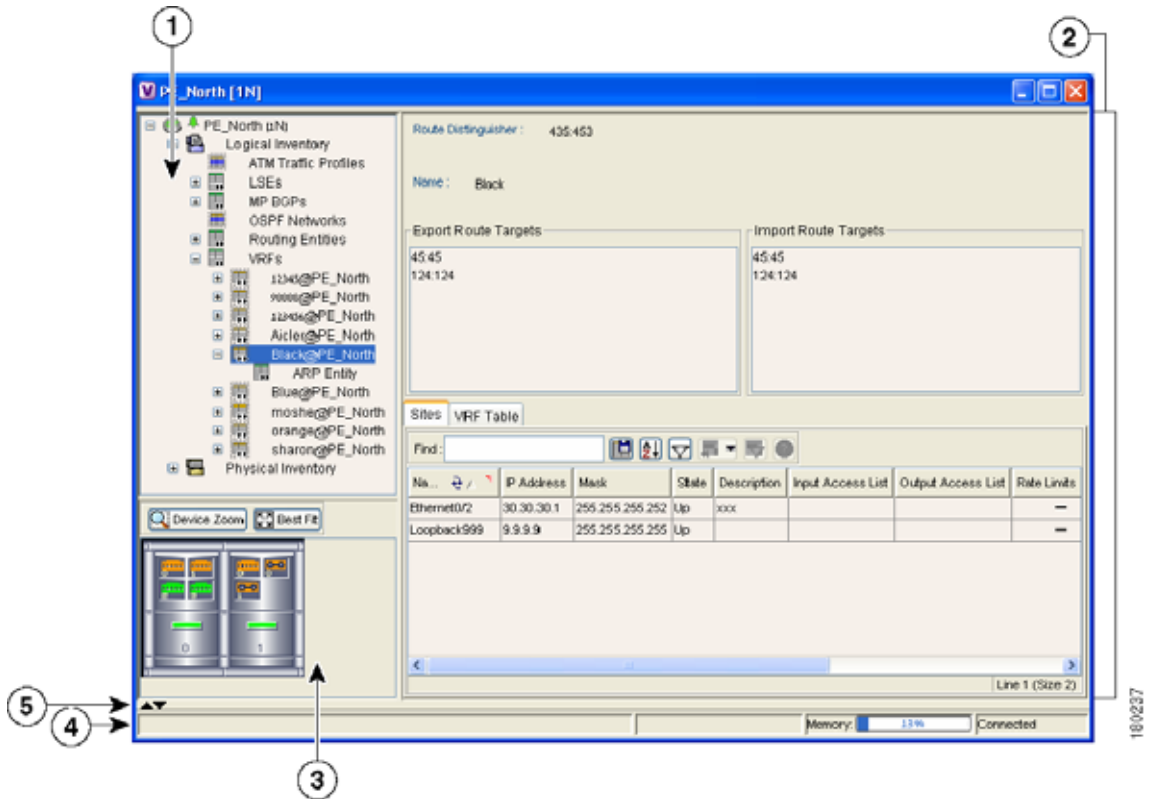 1
2
PE_North [1N]
PE_North (1N)
Logical Inventory
ATM Traffic Profiles
LSEs
MP BGPs
OSPF Networks
Routing Entities
VRFs
12345@PE_North
90000@PE_North
123456@PE_North
Aicler@PE_North
Black@PE_North
ARP Entity
Blue@PE_North
moshe@PE_North
orange@PE_North
sharon@PE_North
Physical Inventory
Device Zoom Best Fit
0 1
Route Distinguisher : 435:453
Name : Black
Export Route Targets Import Route Targets
45:45 45:45
124:124 124:124
Sites VRF Table
Find :
Na... IP Address Mask State Description Input Access List Output Access List Rate Limits
Ethernet0/2 30.30.30.1 255.255.255.252 Up xxx
Loopback999 9.9.9.9 255.255.255.255 Up
Line 1 (Size 2)
5
4
Memory: 13% Connected
3
180237